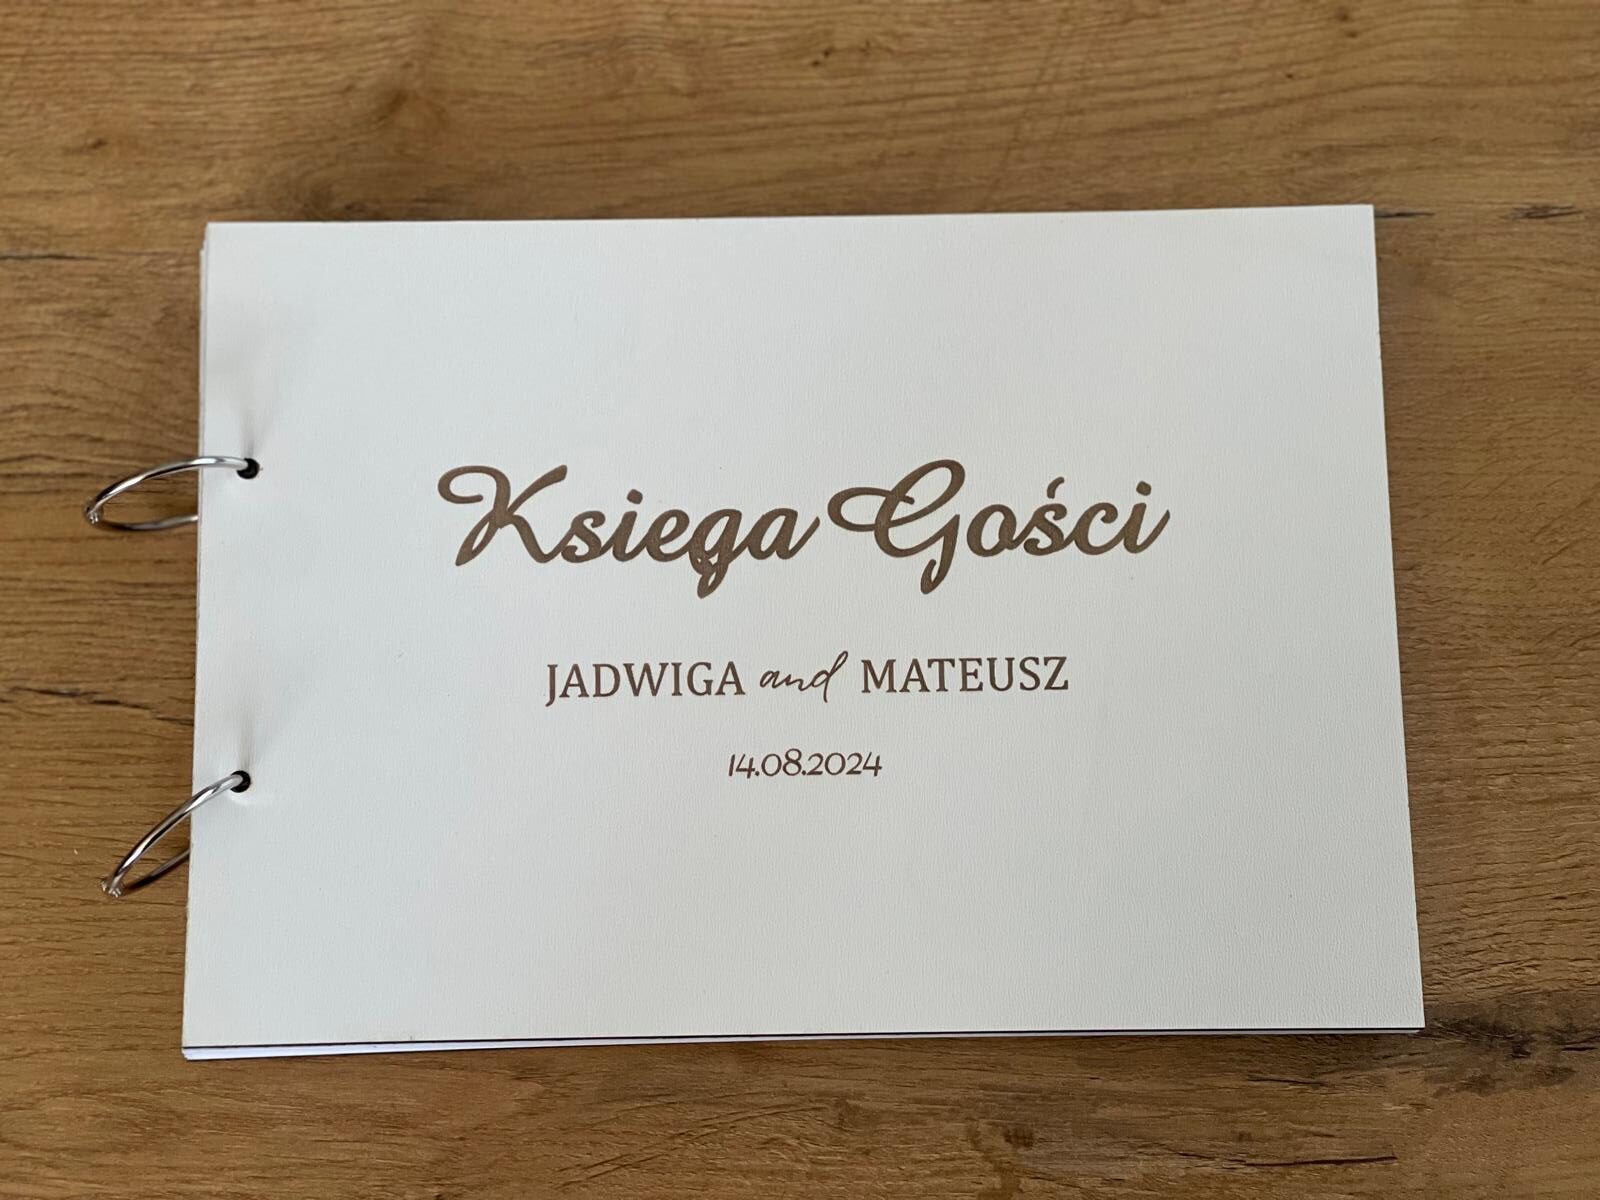 Księga Gości
JADWIGA and MATEUSZ
14.08.2024